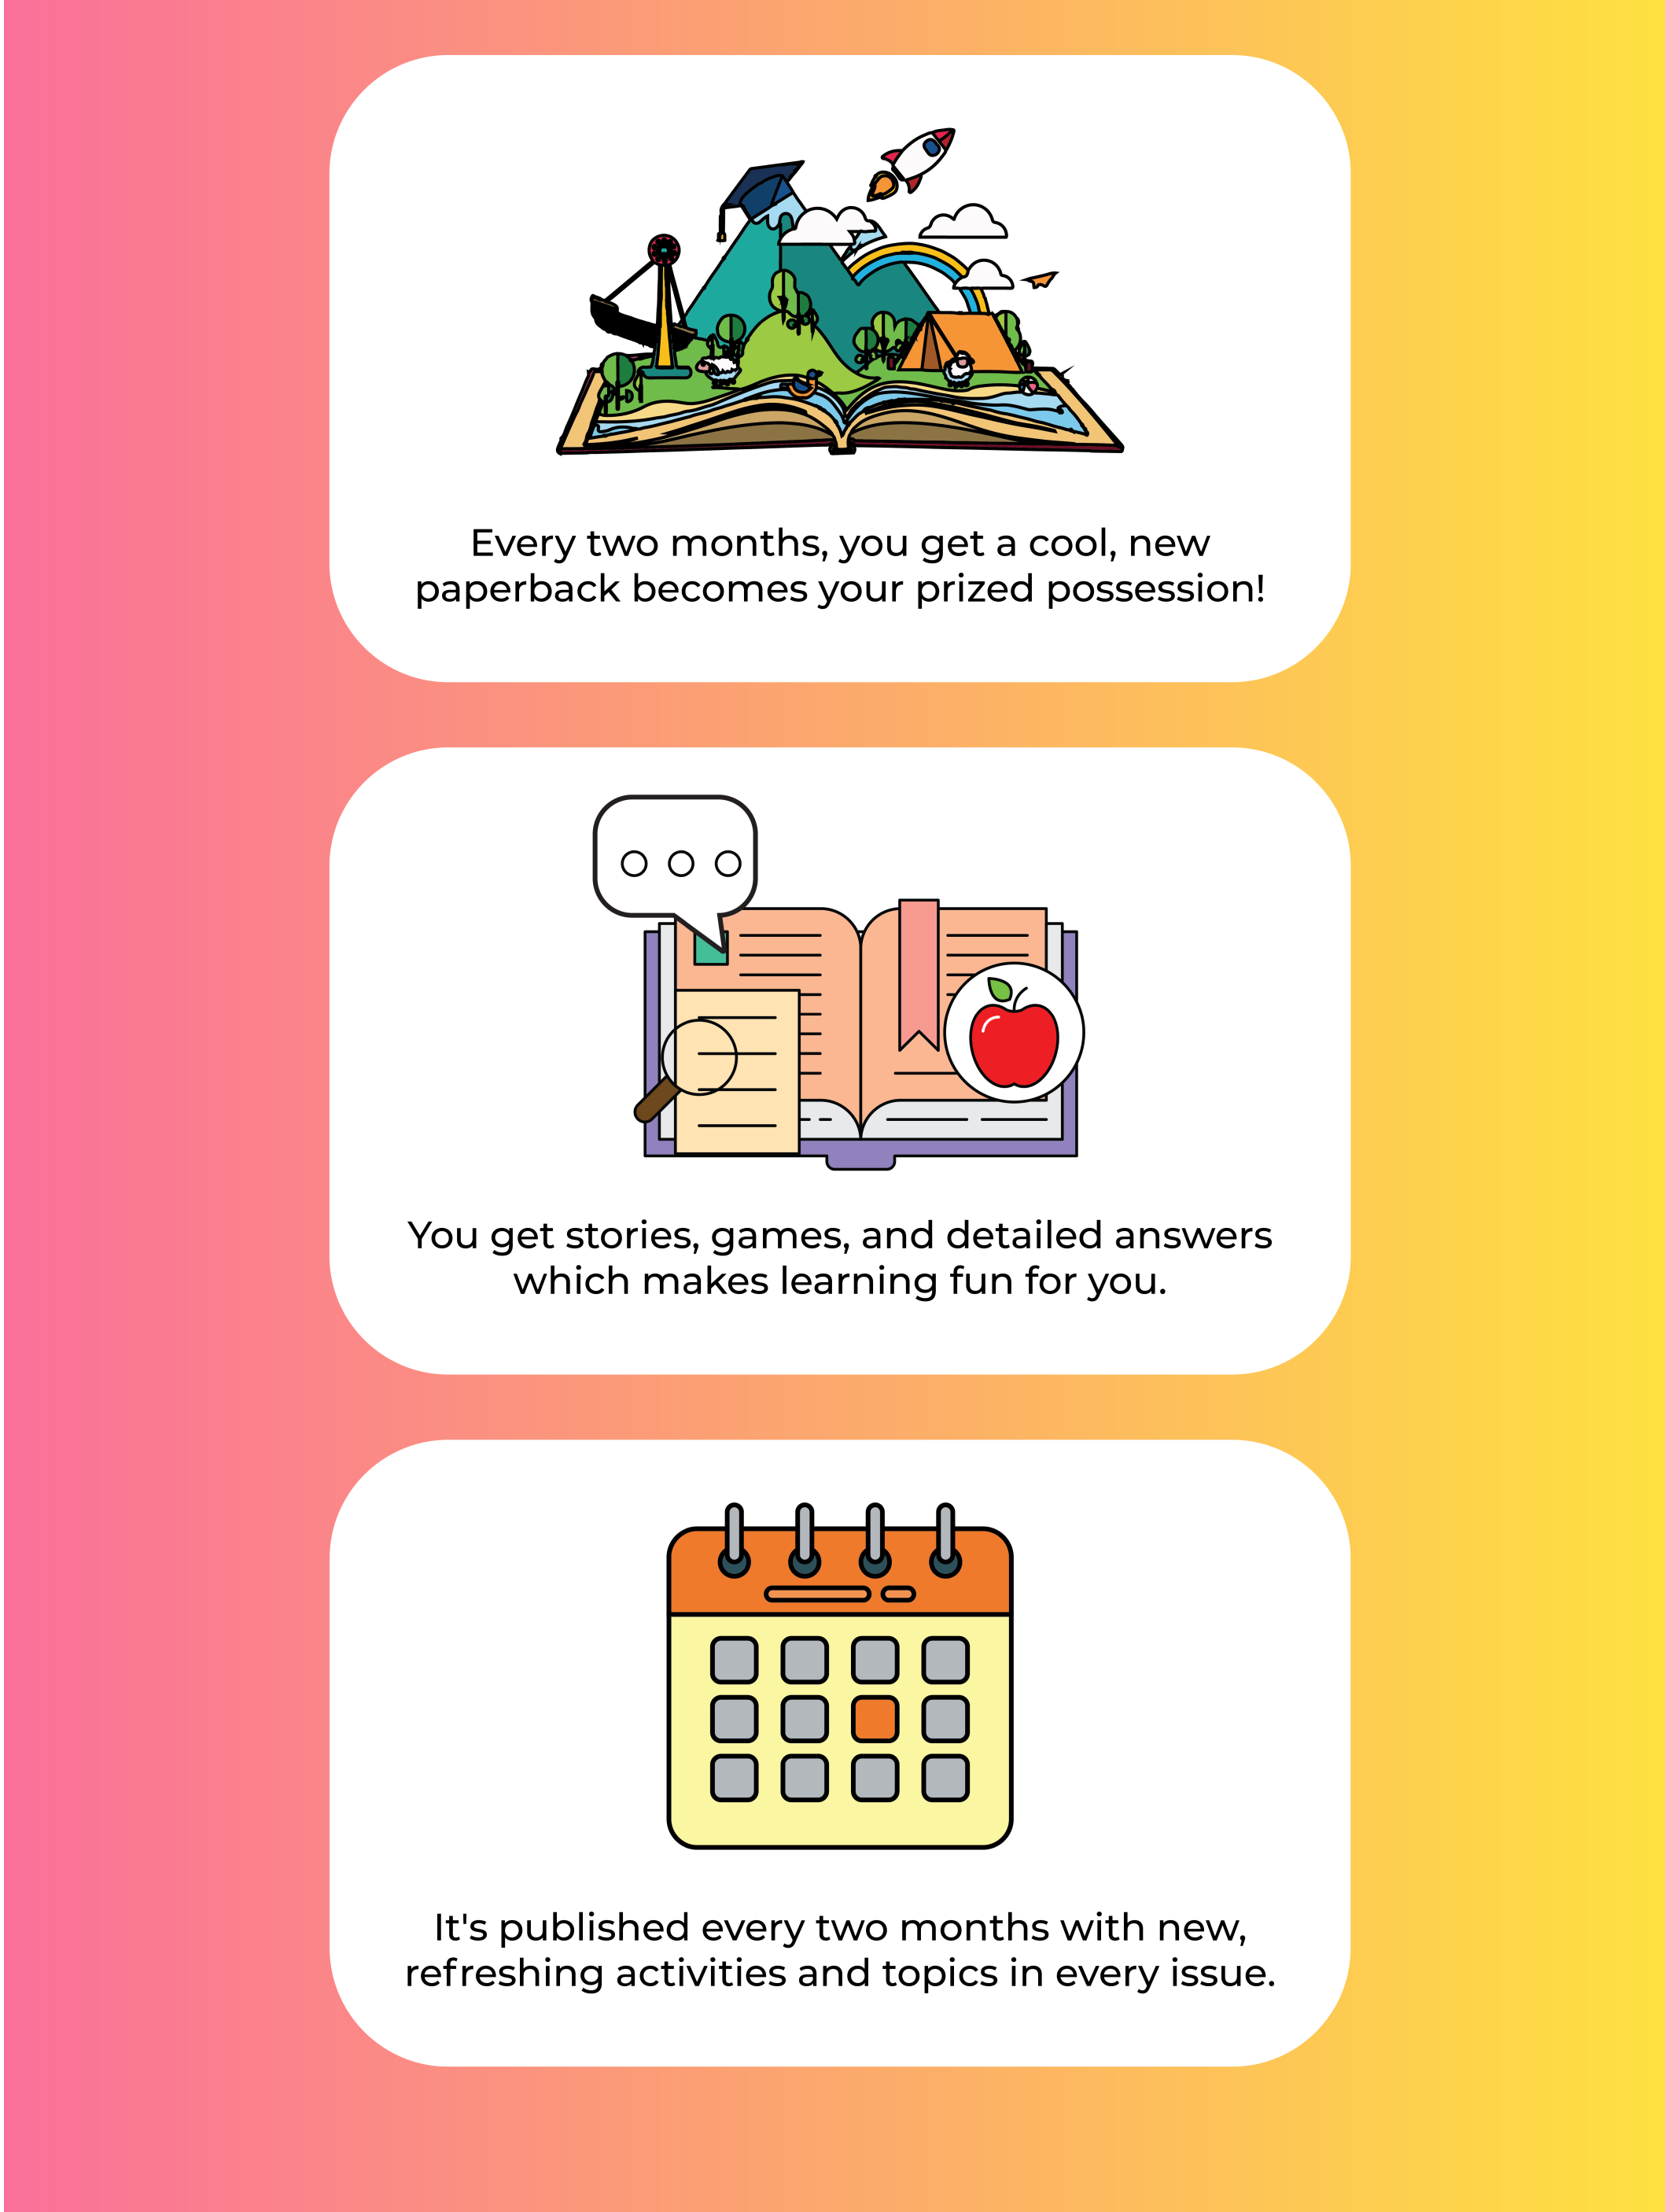 Every two months, you get a cool, new
paperback becomes your prized possession!
You get stories, games, and detailed answers
which makes learning fun for you.
It's published every two months with new,
refreshing activities and topics in every issue.